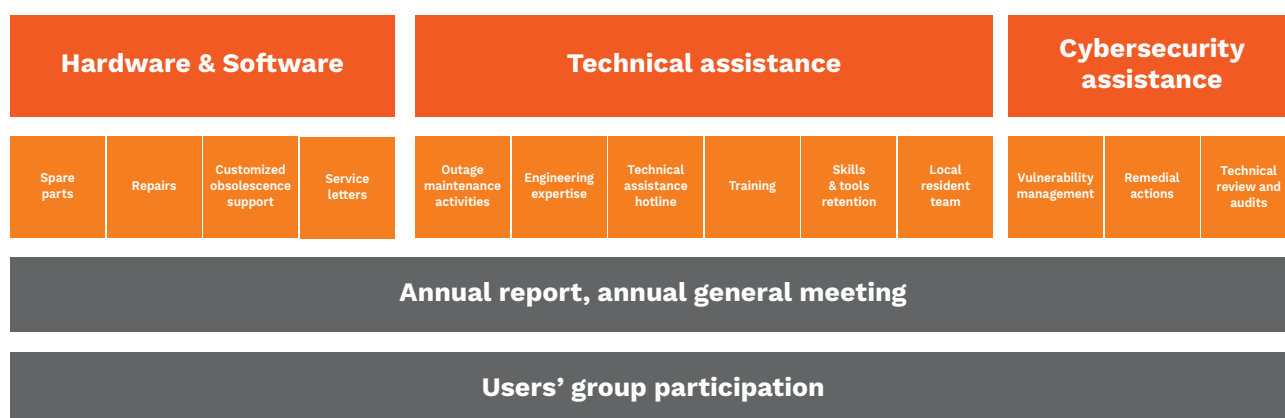 Hardware & Software
Technical assistance
Cybersecurity
assistance
Spare
parts
Repairs
Customized
obsolescence
support
Service
letters
Outage
maintenance
activities
Engineering
expertise
Technical
assistance
hotline
Training
Skills
& tools
retention
Local
resident
team
Vulnerability
management
Remedial
actions
Technical
review and
audits
Annual report, annual general meeting
Users’ group participation